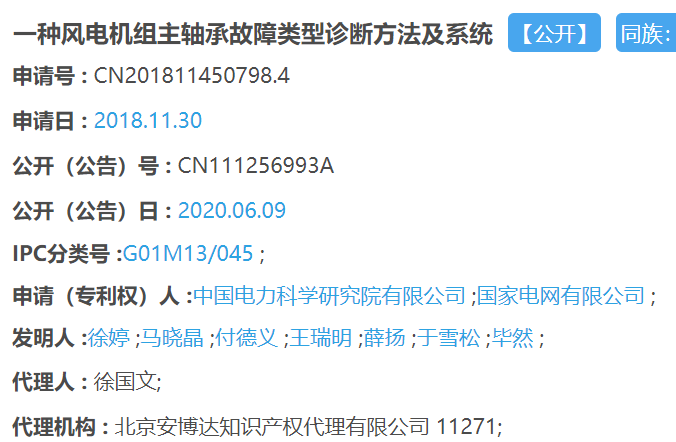 一种风电机组主轴承故障类型诊断方法及系统 【公开】 同族:
申请号 : CN201811450798.4
申请日 : 2018.11.30
公开（公告）号 : CN111256993A
公开（公告）日 : 2020.06.09
IPC分类号 :G01M13/045 ;
申请（专利权）人 :中国电力科学研究院有限公司 ;国家电网有限公司 ;
发明人 :徐婷 ;马晓晶 ;付德义 ;王瑞明 ;薛扬 ;于雪松 ;毕然 ;
代理人 : 徐国文;
代理机构 : 北京安博达知识产权代理有限公司 11271;